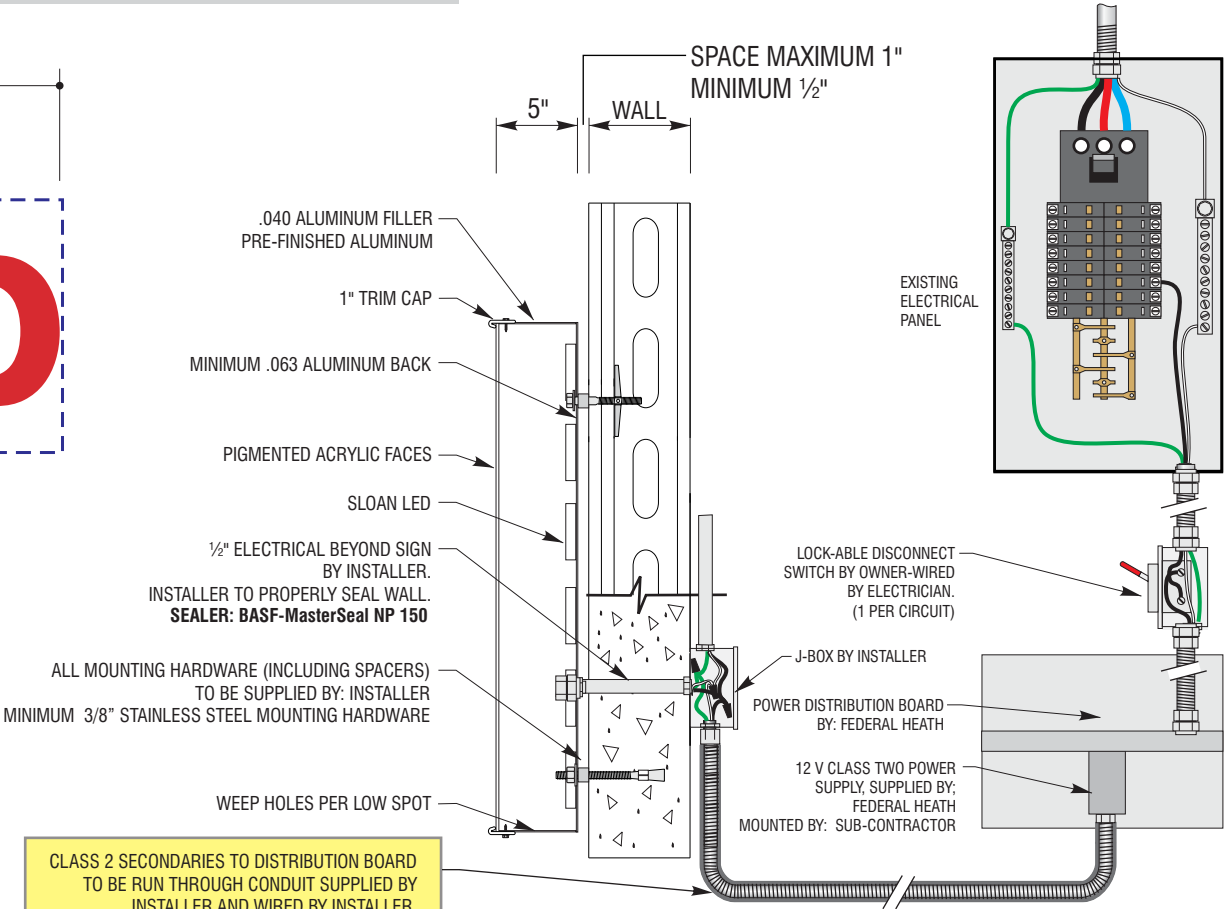 SPACE MAXIMUM 1"
MINIMUM ½"
5"
WALL
.040 ALUMINUM FILLER
PRE-FINISHED ALUMINUM
1" TRIM CAP
MINIMUM .063 ALUMINUM BACK
PIGMENTED ACRYLIC FACES
SLOAN LED
½" ELECTRICAL BEYOND SIGN
BY INSTALLER.
INSTALLER TO PROPERLY SEAL WALL.
SEALER: BASF-MasterSeal NP 150
ALL MOUNTING HARDWARE (INCLUDING SPACERS)
TO BE SUPPLIED BY: INSTALLER
MINIMUM 3/8" STAINLESS STEEL MOUNTING HARDWARE
WEEP HOLES PER LOW SPOT
CLASS 2 SECONDARIES TO DISTRIBUTION BOARD
TO BE RUN THROUGH CONDUIT SUPPLIED BY
INSTALLER AND WIRED BY INSTALLER.
EXISTING
ELECTRICAL
PANEL
LOCK-ABLE DISCONNECT
SWITCH BY OWNER-WIRED
BY ELECTRICIAN.
(1 PER CIRCUIT)
J-BOX BY INSTALLER
POWER DISTRIBUTION BOARD
BY: FEDERAL HEATH
12 V CLASS TWO POWER
SUPPLY, SUPPLIED BY;
FEDERAL HEATH
MOUNTED BY: SUB-CONTRACTOR